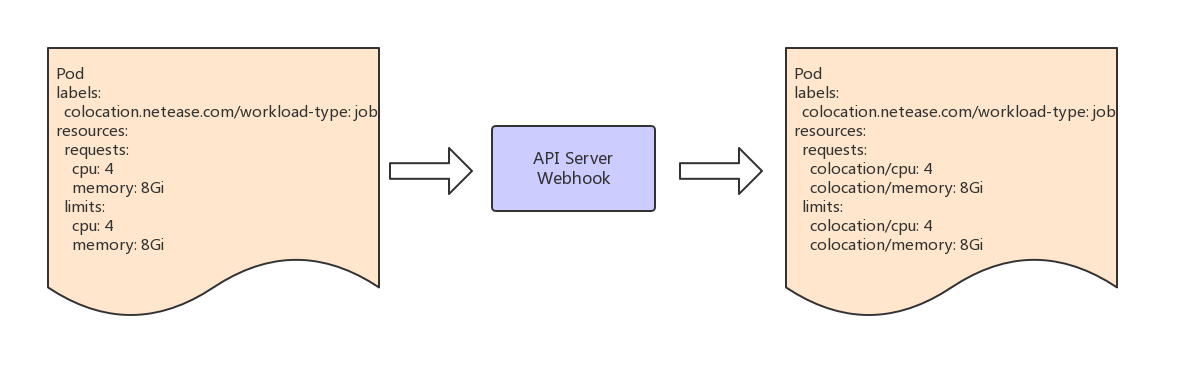 Pod
labels:
  colocation.netease.com/workload-type: job
resources:
  requests:
    cpu: 4
    memory: 8Gi
  limits:
    cpu: 4
    memory: 8Gi
API Server
Webhook
Pod
labels:
  colocation.netease.com/workload-type: job
resources:
  requests:
    colocation/cpu: 4
    colocation/memory: 8Gi
  limits:
    colocation/cpu: 4
    colocation/memory: 8Gi